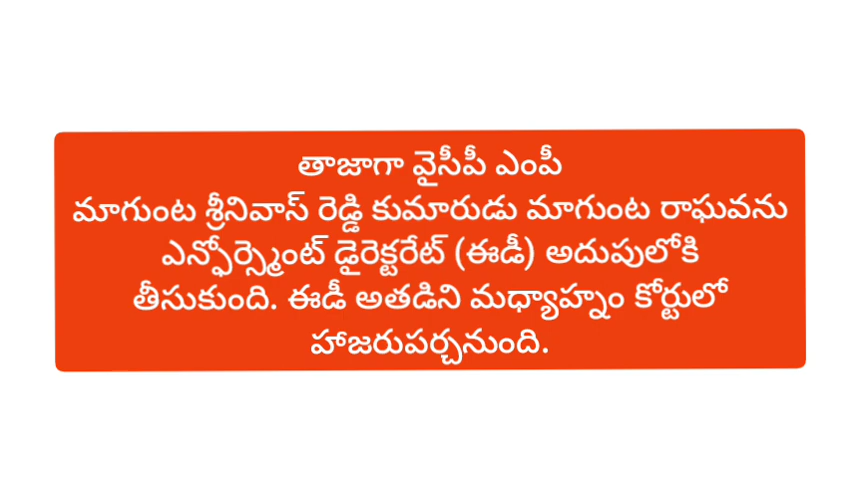 తాజాగా వైసీపీ ఎంపీ
మాగుంట శ్రీనివాస్ రెడ్డి కుమారుడు మాగుంట రాఘవను
ఎన్ఫోర్స్మెంట్ డైరెక్టరేట్ (ఈడీ) అదుపులోకి
తీసుకుంది. ఈడీ అతడిని మధ్యాహ్నం కోర్టులో
హాజరుపర్చనుంది.